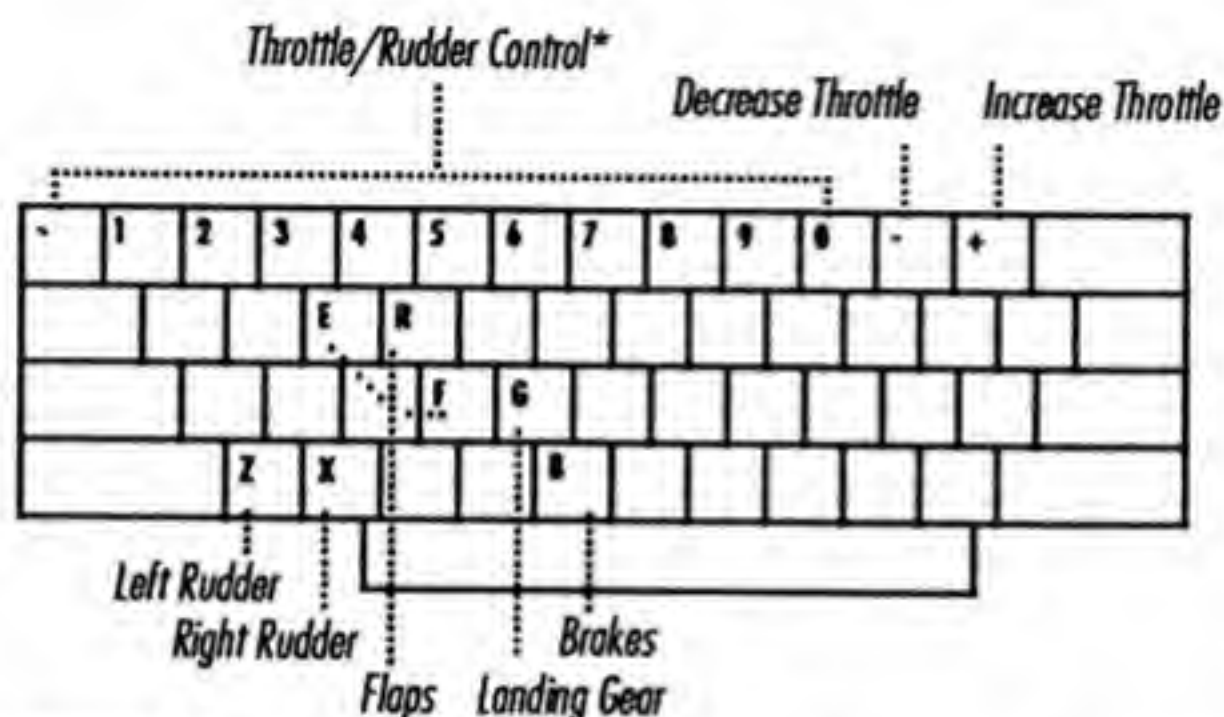 Throttle/Rudder Control*
Decrease Throttle Increase Throttle
` 1 2 3 4 5 6 7 8 9 0 - +
E R
F G
Z X B
Left Rudder
Right Rudder Brakes
Flaps Landing Gear